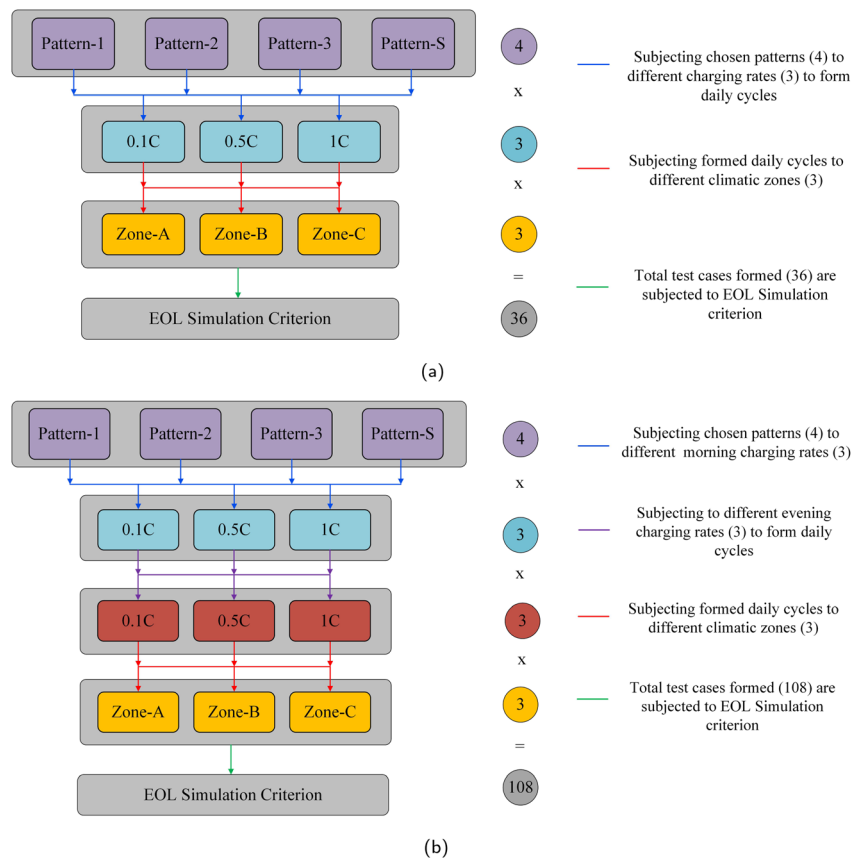 Pattern-1 Pattern-2 Pattern-3 Pattern-S
0.1C 0.5C 1C
Zone-A Zone-B Zone-C
EOL Simulation Criterion
4
x
3
x
3
=
36
Subjecting chosen patterns (4) to
different charging rates (3) to form
daily cycles
Subjecting formed daily cycles to
different climatic zones (3)
Total test cases formed (36) are
subjected to EOL Simulation
criterion
(a)
Pattern-1 Pattern-2 Pattern-3 Pattern-S
0.1C 0.5C 1C
0.1C 0.5C 1C
Zone-A Zone-B Zone-C
EOL Simulation Criterion
4
x
3
x
3
x
3
=
108
Subjecting chosen patterns (4) to
different morning charging rates (3)
Subjecting to different evening
charging rates (3) to form daily
cycles
Subjecting formed daily cycles to
different climatic zones (3)
Total test cases formed (108) are
subjected to EOL Simulation
criterion
(b)